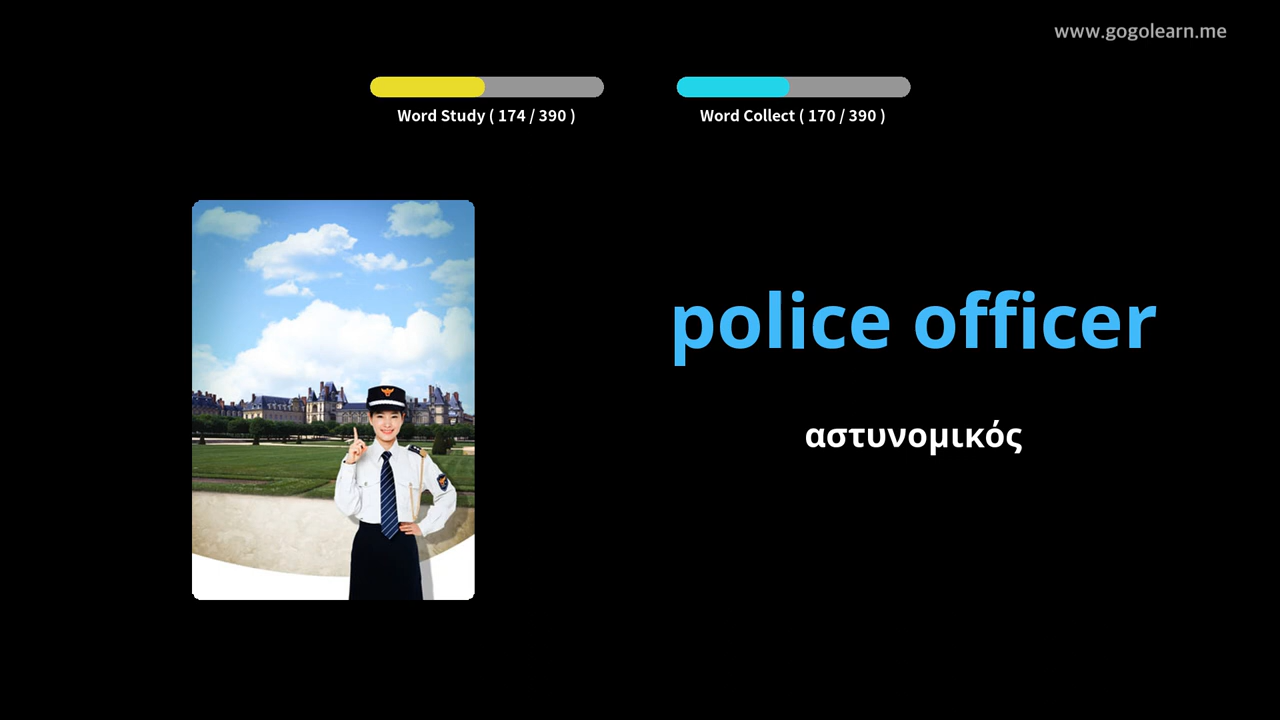 www.gogolearn.me
Word Study ( 174 / 390 )
Word Collect ( 170 / 390 )
police officer
αστυνομικός